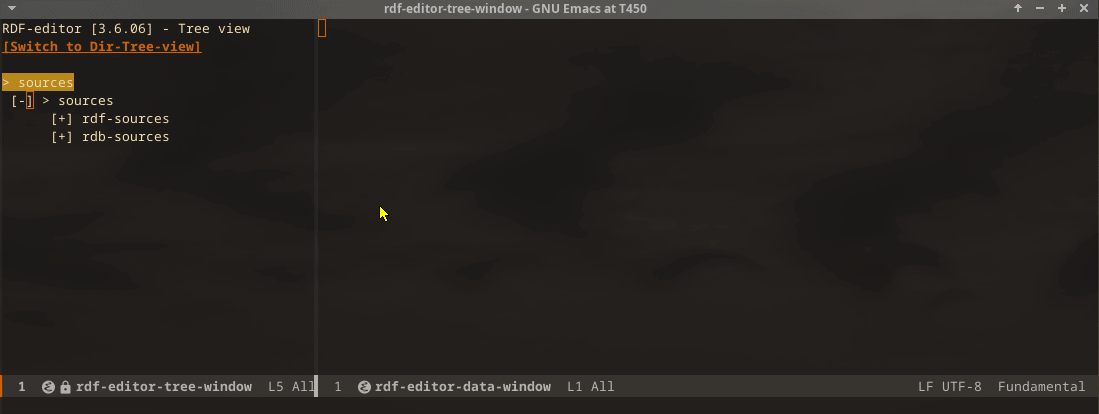 rdf-editor-tree-window - GNU Emacs at T450
RDF-editor [3.6.06] - Tree view
[Switch to Dir-Tree-view]
> sources
[-] > sources
[+] rdf-sources
[+] rdb-sources
1 rdf-editor-tree-window L5 All
1 rdf-editor-data-window L1 All LF UTF-8 Fundamental